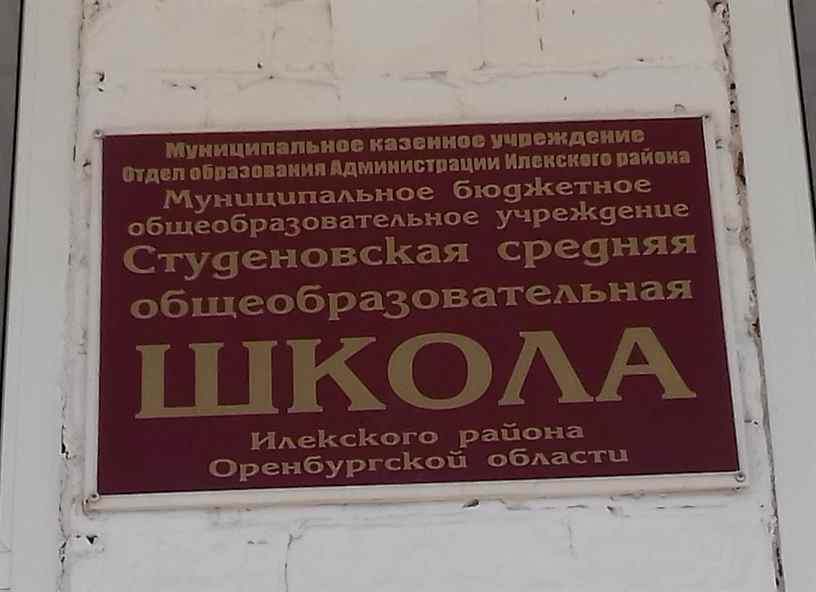 Муниципальное казенное учреждение
Отдел образования Администрации Илекского района
Муниципальное бюджетное
общеобразовательное учреждение
Студеновская средняя
общеобразовательная
ШКОЛА
Илекского района
Оренбургской области